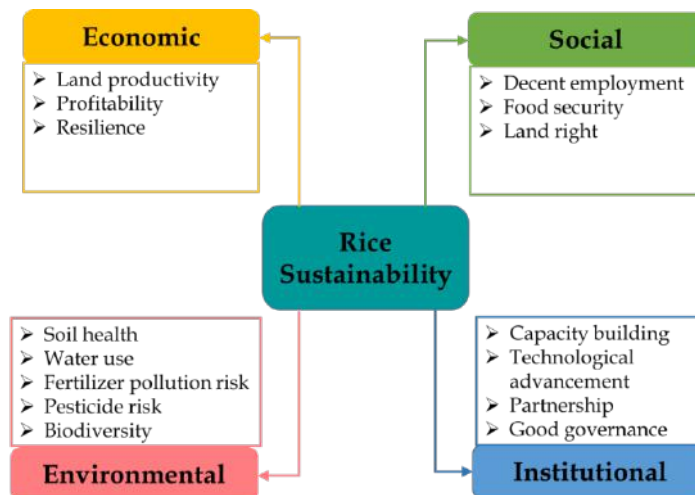 Economic
➢ Land productivity
➢ Profitability
➢ Resilience
Social
➢ Decent employment
➢ Food security
➢ Land right
Rice
Sustainability
➢ Soil health
➢ Water use
➢ Fertilizer pollution risk
➢ Pesticide risk
➢ Biodiversity
Environmental
➢ Capacity building
➢ Technological
advancement
➢ Partnership
➢ Good governance
Institutional